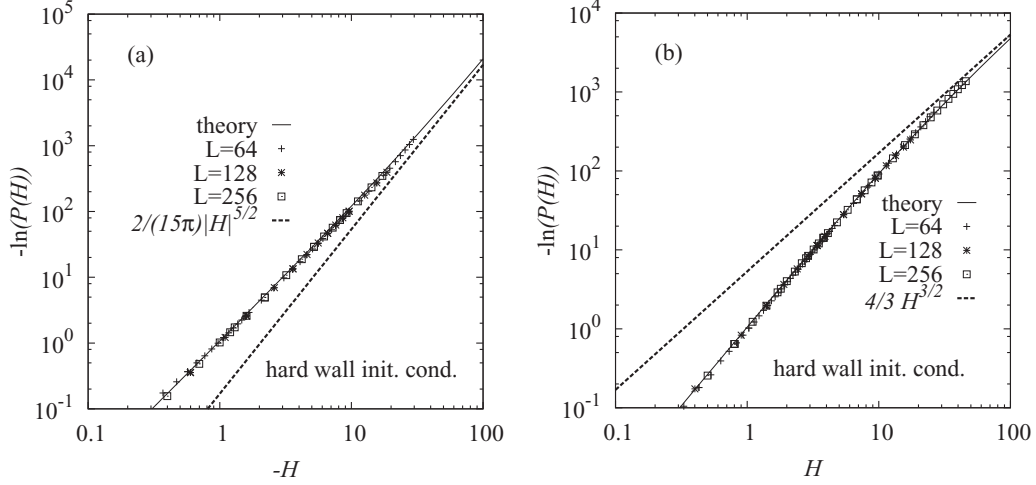 (a)
-ln(P(H))
10^5
10^4
10^3
10^2
10^1
10^0
10^-1
theory
L=64
L=128
L=256
2/(15π)|H|^5/2
hard wall init. cond.
0.1 1 10 100
-H
(b)
-ln(P(H))
10^4
10^3
10^2
10^1
10^0
10^-1
theory
L=64
L=128
L=256
4/3 H^3/2
hard wall init. cond.
0.1 1 10 100
H